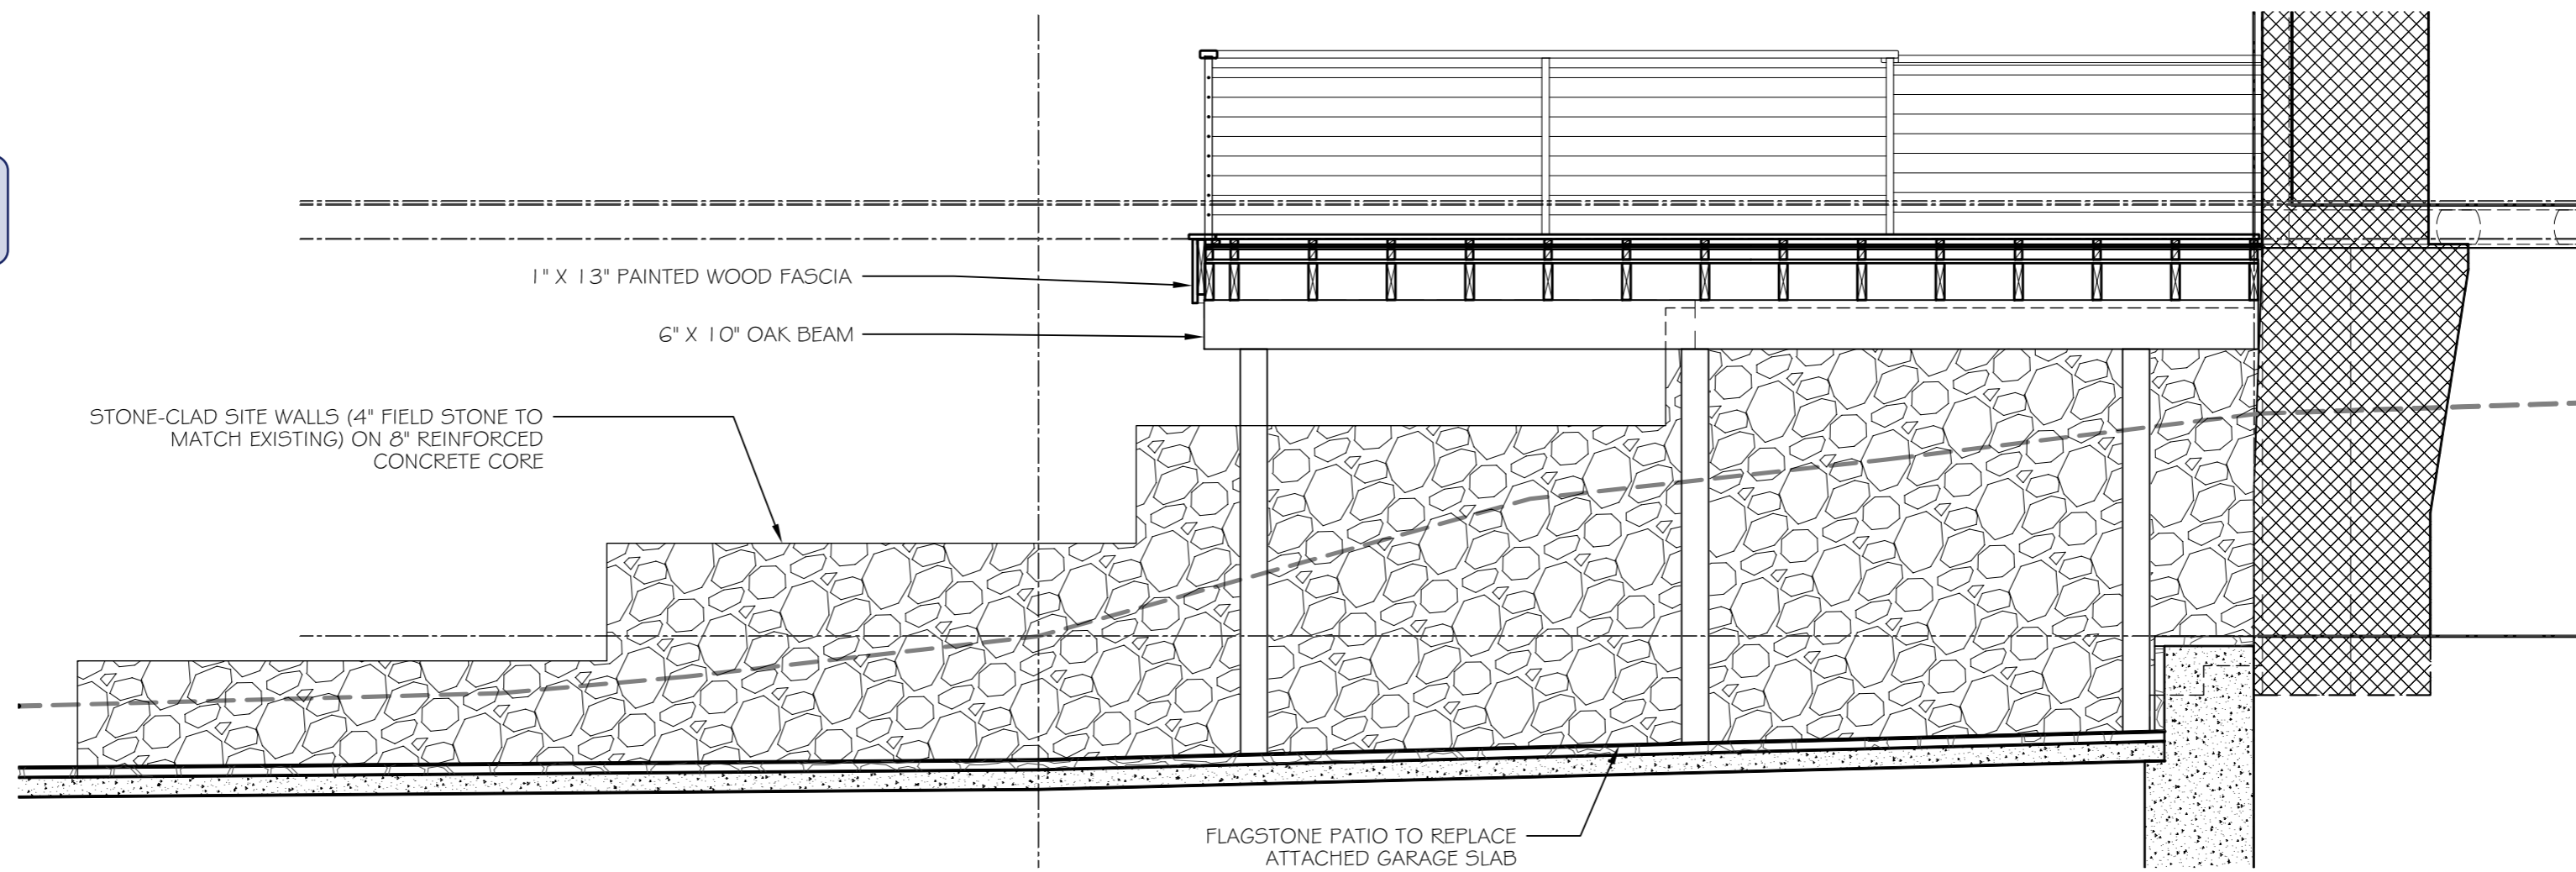 1" X 13" PAINTED WOOD FASCIA
6" X 10" OAK BEAM
STONE-CLAD SITE WALLS (4" FIELD STONE TO
MATCH EXISTING) ON 8" REINFORCED
CONCRETE CORE
FLAGSTONE PATIO TO REPLACE
ATTACHED GARAGE SLAB